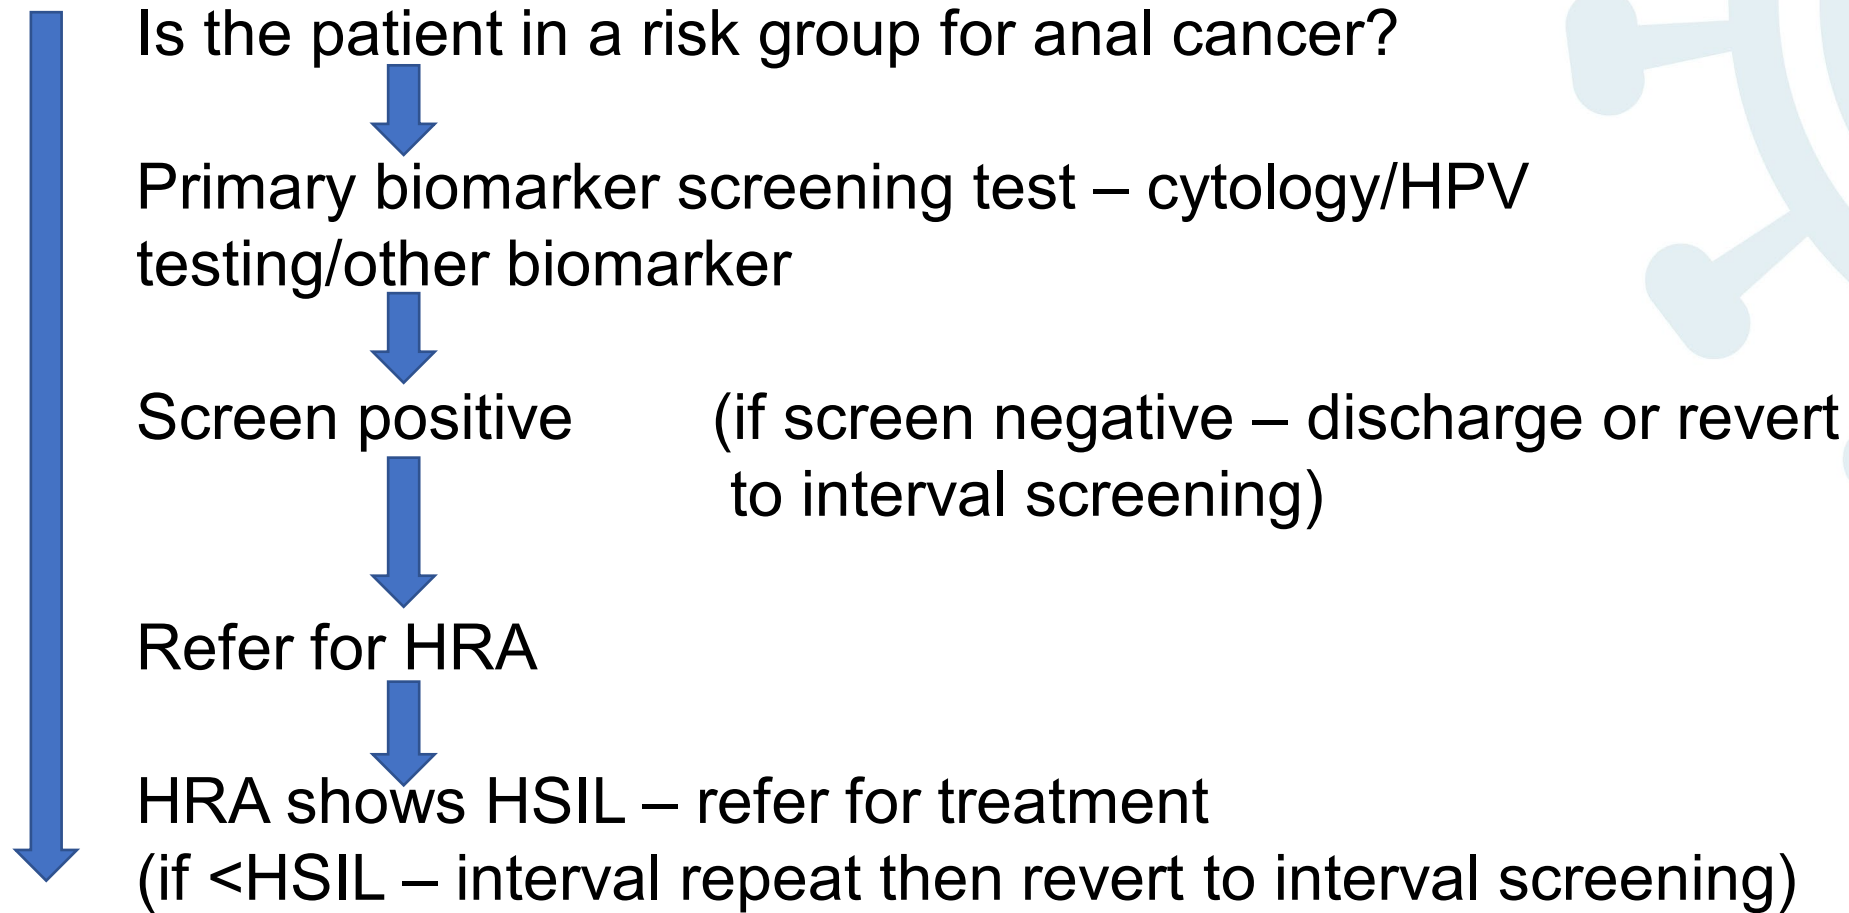 Is the patient in a risk group for anal cancer?
Primary biomarker screening test – cytology/HPV
testing/other biomarker
Screen positive (if screen negative – discharge or revert
to interval screening)
Refer for HRA
HRA shows HSIL – refer for treatment
(if <HSIL – interval repeat then revert to interval screening)